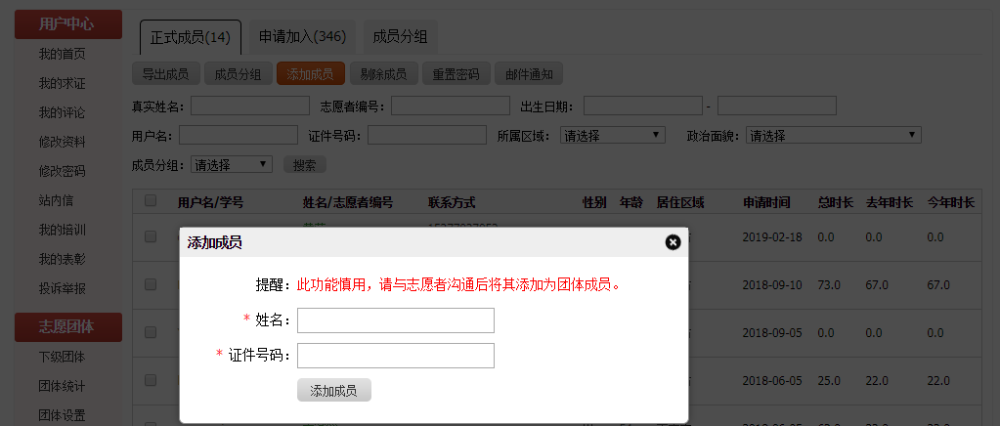 用户中心
我的首页
我的求证
我的评论
修改资料
修改密码
站内信
我的培训
我的表彰
投诉举报
志愿团体
下级团体
团体统计
团体设置
正式成员(14) 申请加入(346) 成员分组
导出成员 成员分组 添加成员 剔除成员 重置密码 邮件通知
真实姓名： 志愿者编号： 出生日期： -
用户名： 证件号码： 所属区域： 请选择 政治面貌： 请选择
成员分组： 请选择 搜索
用户名/学号 姓名/志愿者编号 联系方式 性别 年龄 居住区域 申请时间 总时长 去年时长 今年时长
2019-02-18 0.0 0.0 0.0
2018-09-10 73.0 67.0 67.0
2018-09-05 0.0 0.0 0.0
2018-06-05 25.0 22.0 22.0
添加成员
提醒：此功能慎用，请与志愿者沟通后将其添加为团体成员。
* 姓名：
* 证件号码：
添加成员